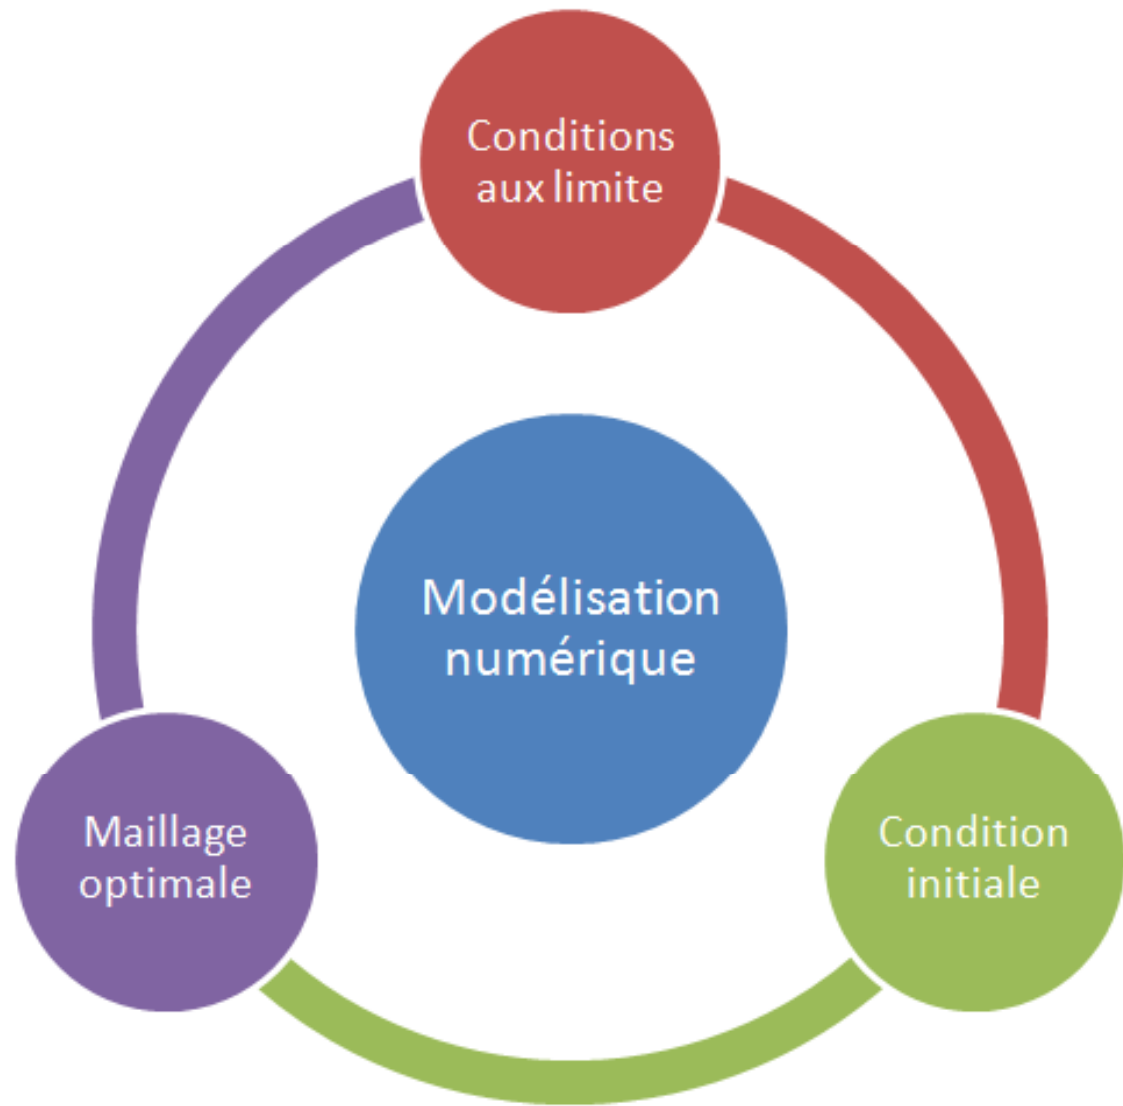 Conditions
aux limite
Modélisation
numérique
Maillage
optimale
Condition
initiale